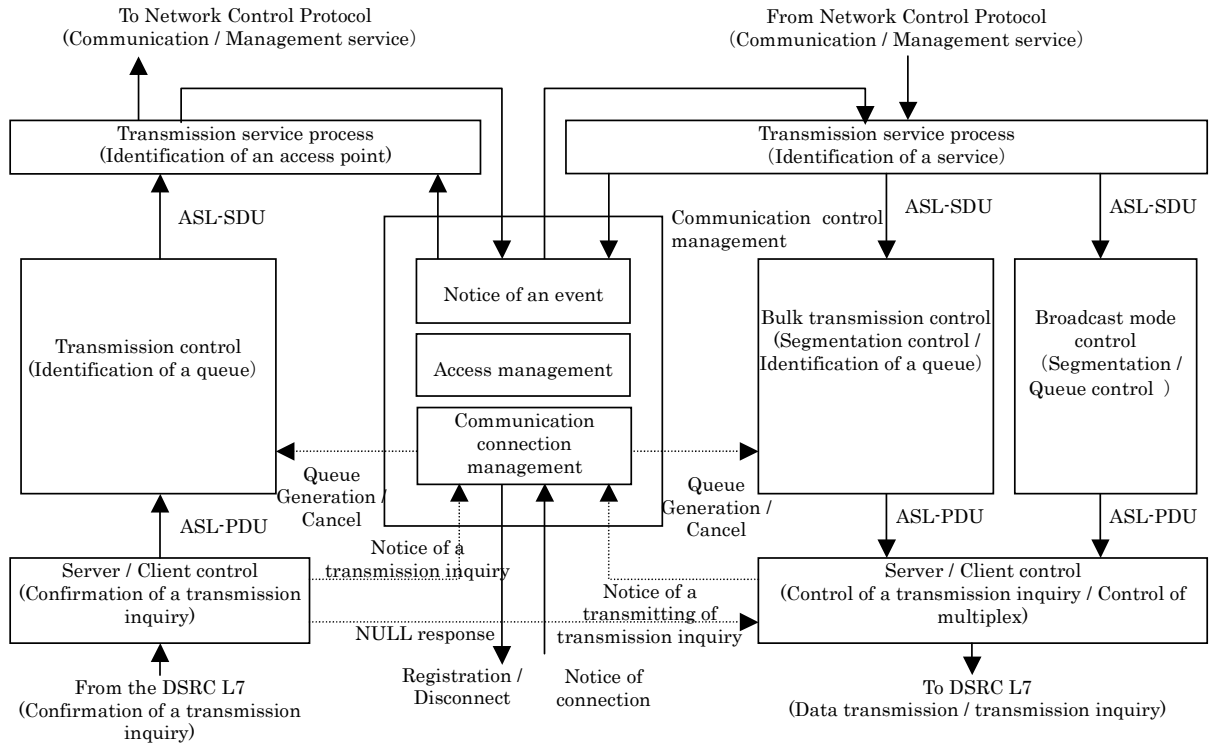 To Network Control Protocol
(Communication / Management service)
From Network Control Protocol
(Communication / Management service)
Transmission service process
(Identification of an access point)
Transmission service process
(Identification of a service)
ASL-SDU
Communication control
management
ASL-SDU
ASL-SDU
Notice of an event
Transmission control
(Identification of a queue)
Access management
Bulk transmission control
(Segmentation control /
Identification of a queue)
Broadcast mode
control
(Segmentation /
Queue control )
Communication
connection
management
Queue
Generation /
Cancel
Queue
Generation /
Cancel
ASL-PDU
ASL-PDU
ASL-PDU
Notice of a
transmission inquiry
Server / Client control
(Confirmation of a transmission
inquiry)
Notice of a
transmitting of
transmission inquiry
Server / Client control
(Control of a transmission inquiry / Control of
multiplex)
NULL response
Registration /
Disconnect
Notice of
connection
From the DSRC L7
(Confirmation of a transmission
inquiry)
To DSRC L7
(Data transmission / transmission inquiry)